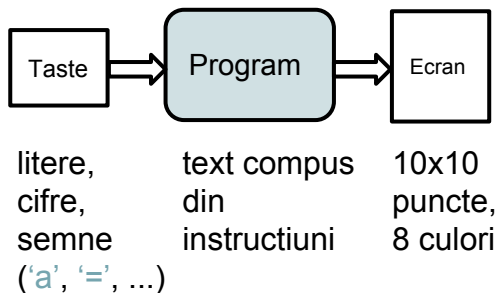 Taste
Program
Ecran
litere,
cifre,
semne
(‘a’, ‘=’, ...)
text compus
din
instructiuni
10x10
puncte,
8 culori